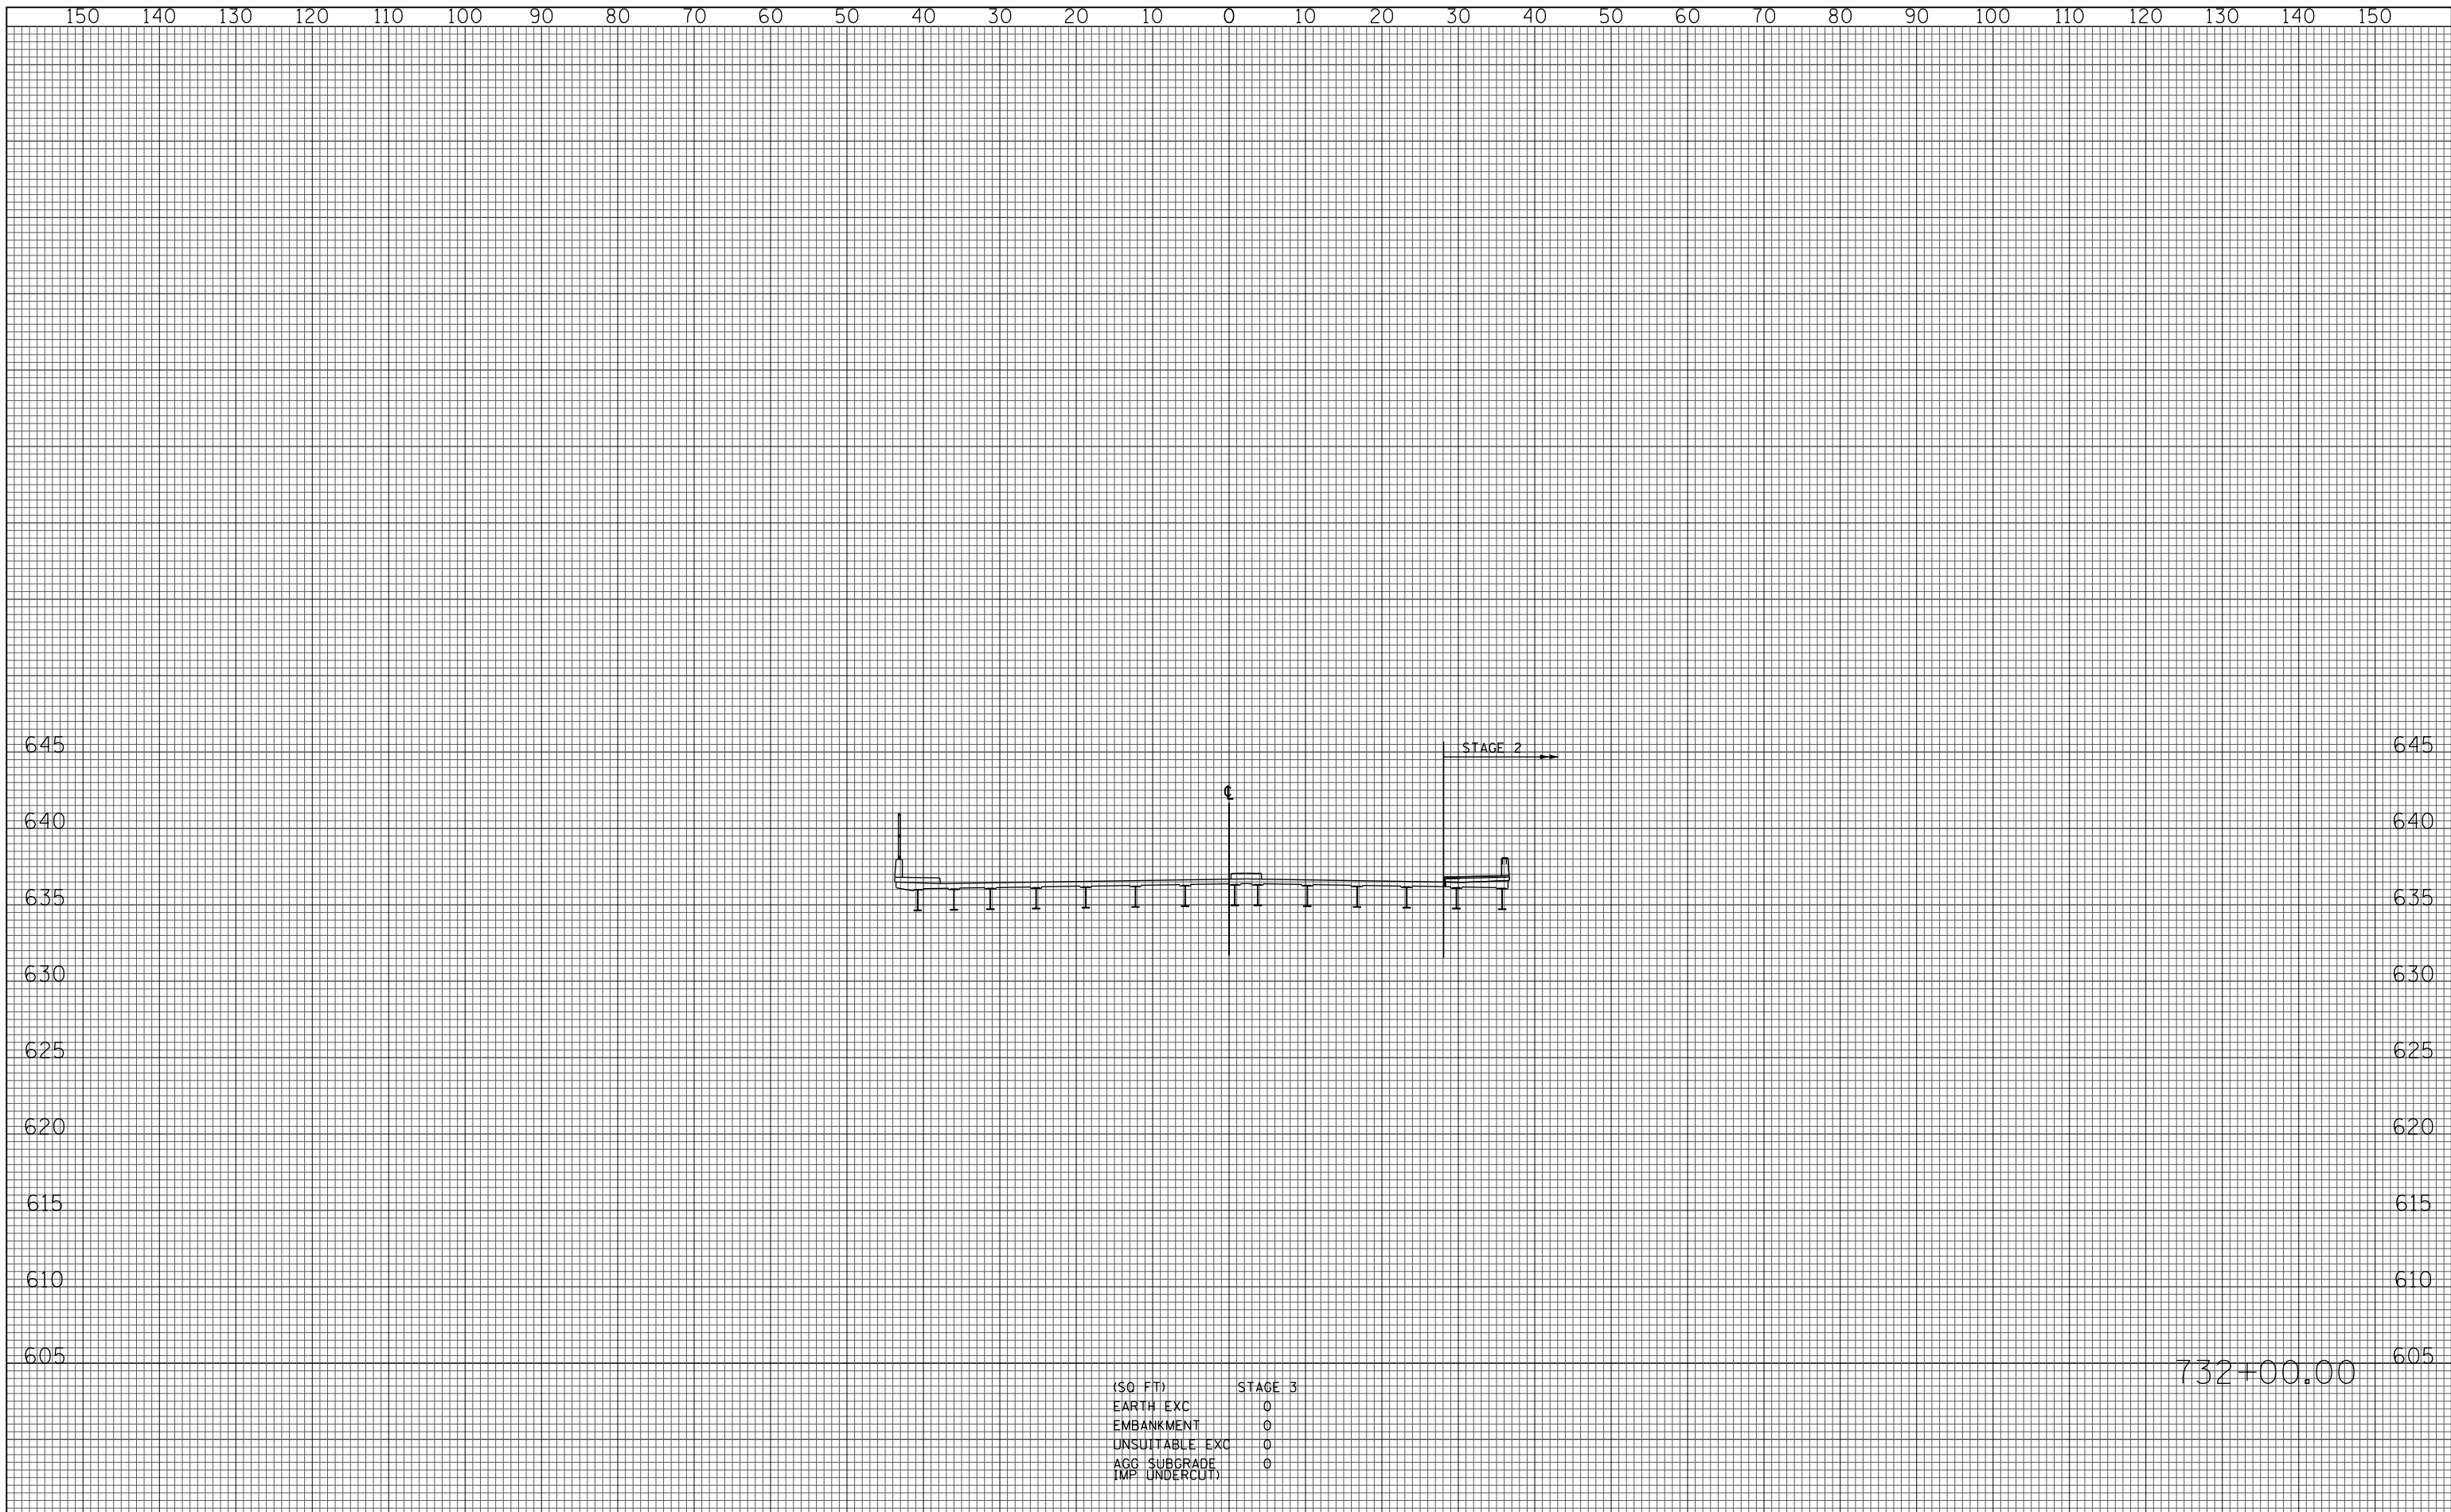 150 140 130 120 110 100 90 80 70 60 50 40 30 20 10 0 10 20 30 40 50 60 70 80 90 100 110 120 130 140 150
645 STAGE 2 645
℄
640 640
635 635
630 630
625 625
620 620
615 615
610 610
605 605
732+00.00
(SQ FT) STAGE 3
EARTH EXC 0
EMBANKMENT 0
UNSUITABLE EXC 0
AGG SUBGRADE 0
IMP UNDERCUT)